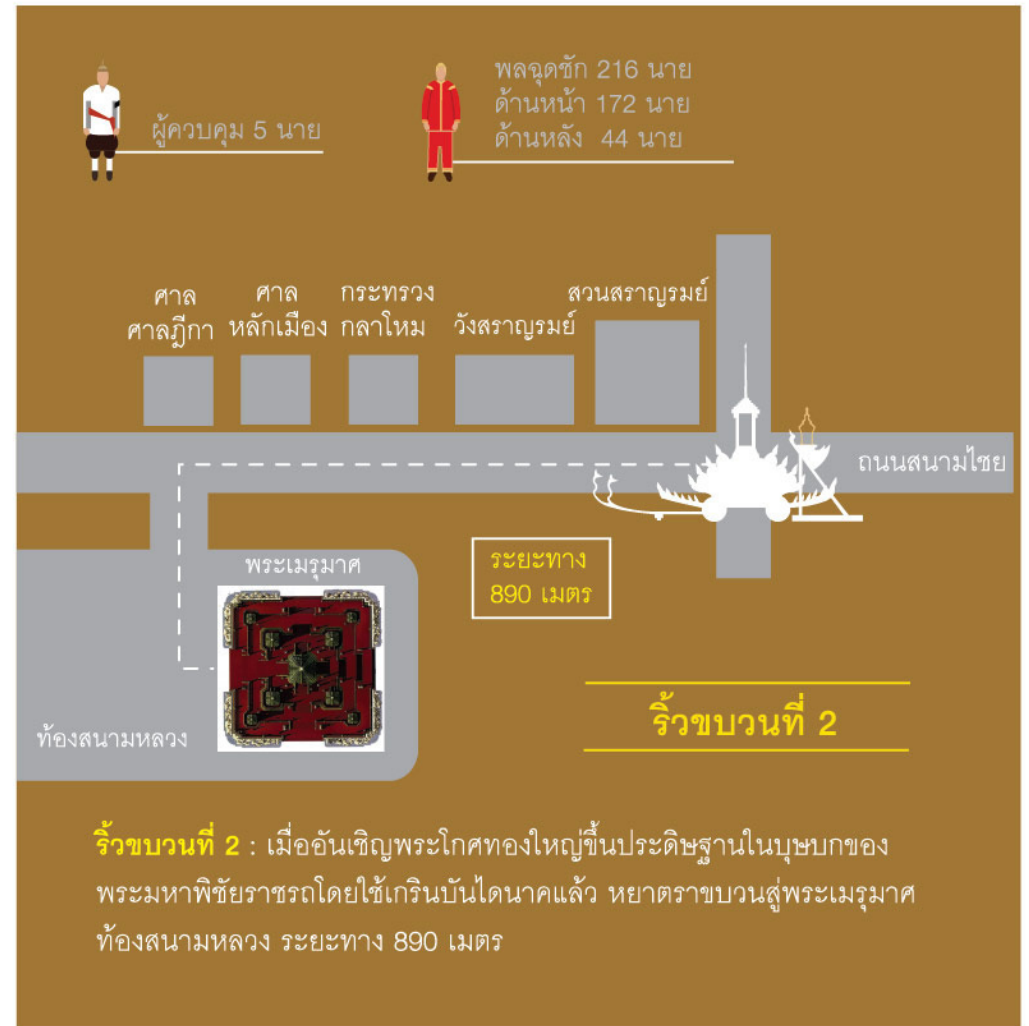 ผู้ควบคุม 5 นาย
พลฉุดชัก 216 นาย
ด้านหน้า 172 นาย
ด้านหลัง 44 นาย
ศาล
ศาลฎีกา
ศาล
หลักเมือง
กระทรวง
กลาโหม
วังสราญรมย์
สวนสราญรมย์
ถนนสนามไชย
พระเมรุมาศ
ระยะทาง
890 เมตร
ท้องสนามหลวง
ริ้วขบวนที่ 2
ริ้วขบวนที่ 2 : เมื่ออันเชิญพระโกศทองใหญ่ขึ้นประดิษฐานในบุษบกของ
พระมหาพิชัยราชรถโดยใช้เกรินบันไดนาคแล้ว หยาตราขบวนสู่พระเมรุมาศ
ท้องสนามหลวง ระยะทาง 890 เมตร